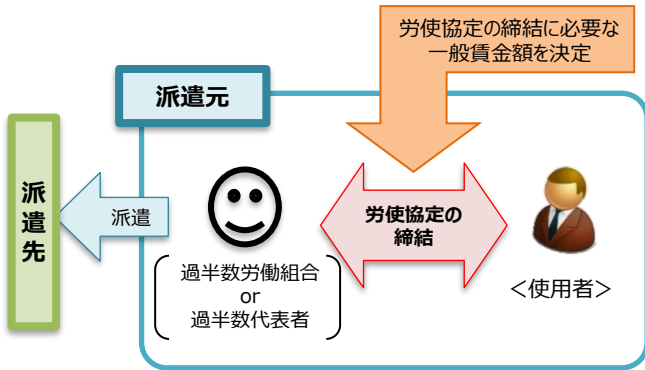 労使協定の締結に必要な
一般賃金額を決定
派遣元
派遣先
派遣
労使協定の
締結
過半数労働組合
or
過半数代表者
＜使用者＞